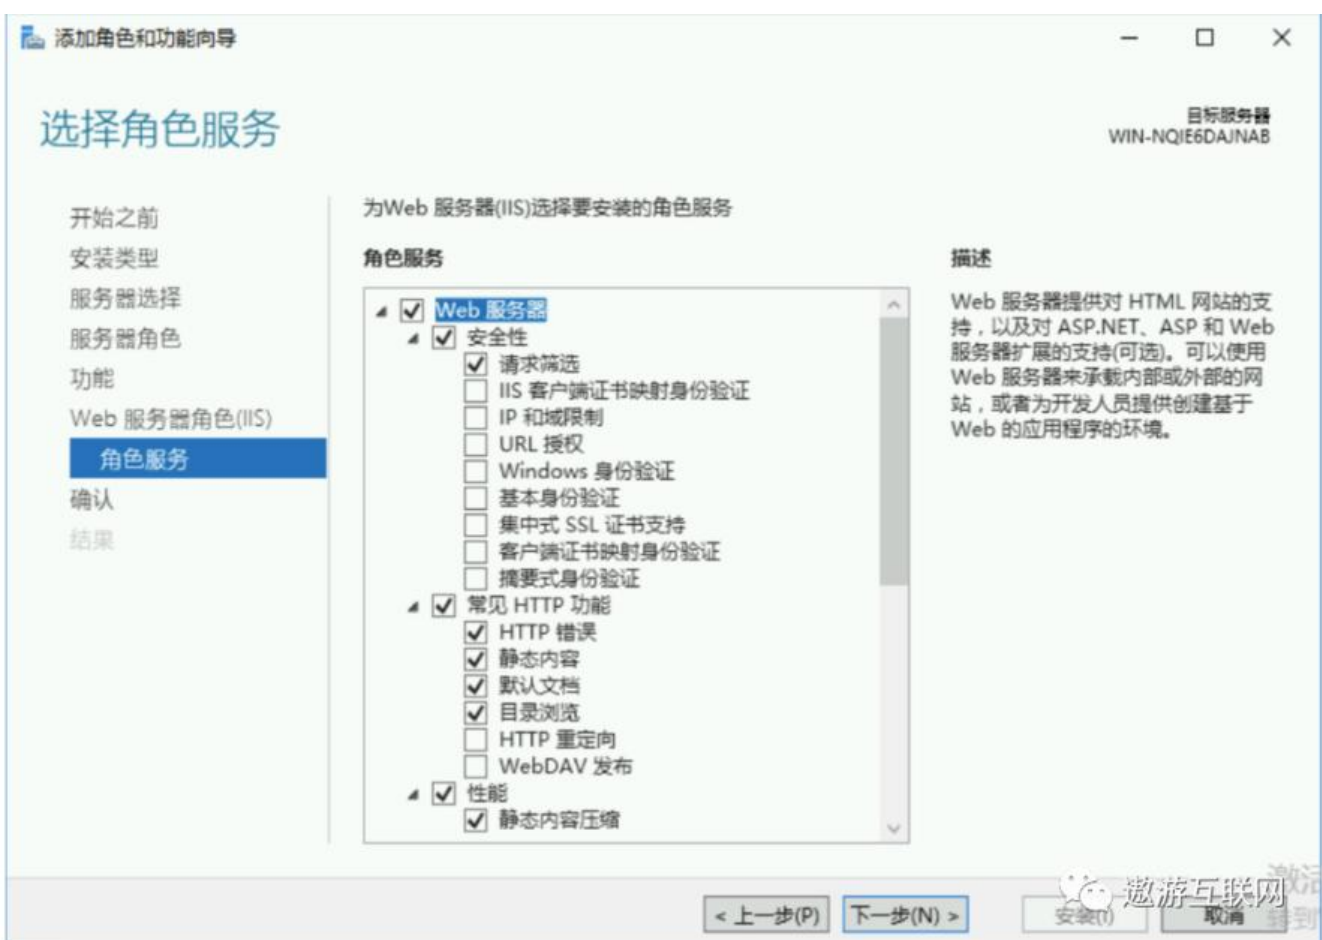 添加角色和功能向导
选择角色服务
目标服务器
WIN-NQIE6DAJNAB
开始之前
安装类型
服务器选择
服务器角色
功能
Web 服务器角色(IIS)
角色服务
确认
结果
为Web 服务器(IIS)选择要安装的角色服务
角色服务
Web 服务器
安全性
请求筛选
IIS 客户端证书映射身份验证
IP 和域限制
URL 授权
Windows 身份验证
基本身份验证
集中式 SSL 证书支持
客户端证书映射身份验证
摘要式身份验证
常见 HTTP 功能
HTTP 错误
静态内容
默认文档
目录浏览
HTTP 重定向
WebDAV 发布
性能
静态内容压缩
描述
Web 服务器提供对 HTML 网站的支
持，以及对 ASP.NET、ASP 和 Web
服务器扩展的支持(可选)。可以使用
Web 服务器来承载内部或外部的网
站，或者为开发人员提供创建基于
Web 的应用程序的环境。
< 上一步(P)
下一步(N) >
安装(I)
取消
遨游互联网
激活
转到